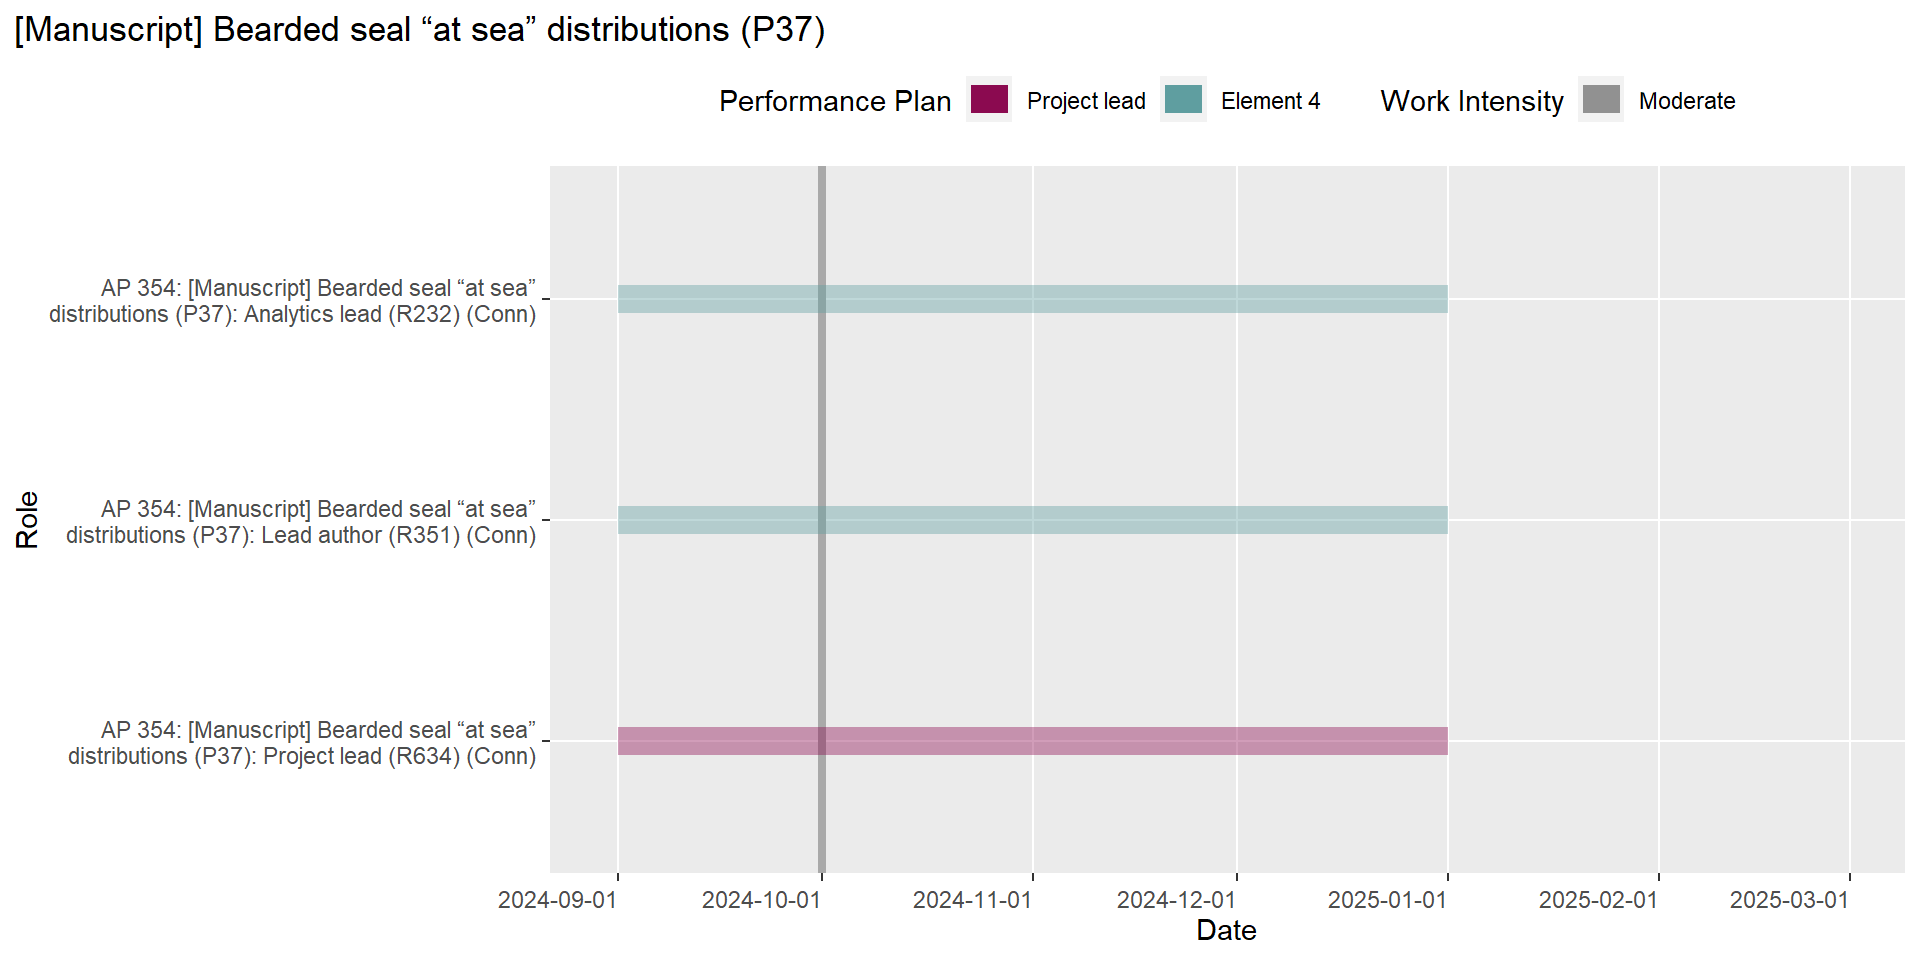 [Manuscript] Bearded seal “at sea” distributions (P37)
Performance Plan Project lead Element 4 Work Intensity Moderate
AP 354: [Manuscript] Bearded seal “at sea”
distributions (P37): Analytics lead (R232) (Conn)
AP 354: [Manuscript] Bearded seal “at sea”
distributions (P37): Lead author (R351) (Conn)
AP 354: [Manuscript] Bearded seal “at sea”
distributions (P37): Project lead (R634) (Conn)
Role
2024-09-01 2024-10-01 2024-11-01 2024-12-01 2025-01-01 2025-02-01 2025-03-01
Date